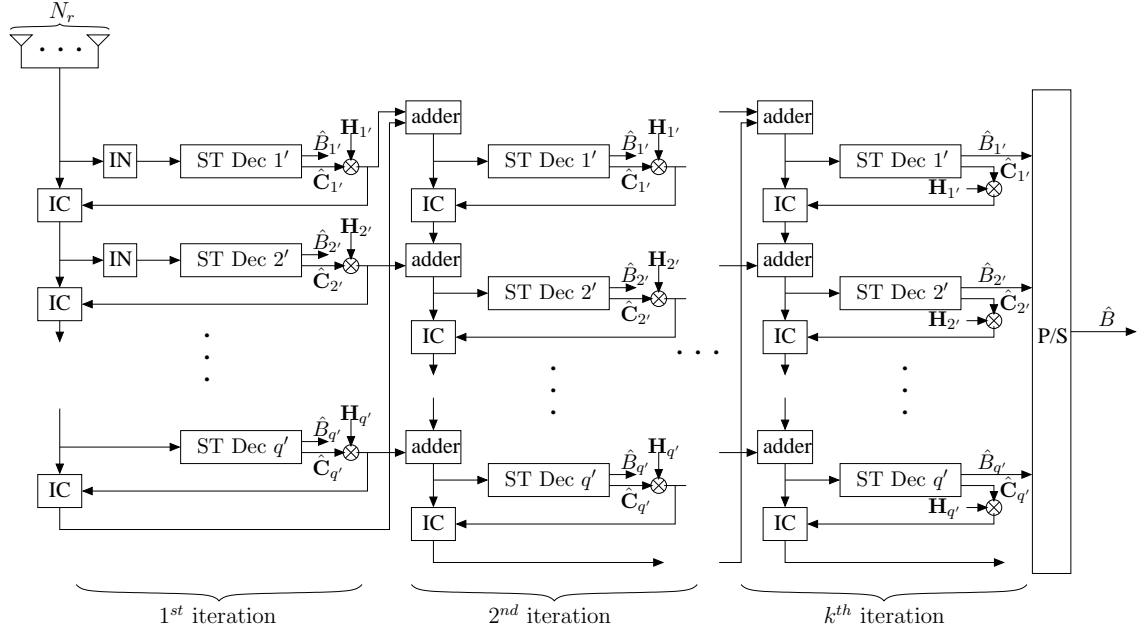 N_r
adder adder
H_1′ H_1′
B̂_1′ B̂_1′ B̂_1′
IN ST Dec 1′ ST Dec 1′ ST Dec 1′
Ĉ_1′ Ĉ_1′ Ĉ_1′
H_1′
IC IC IC
H_2′
B̂_2′
IN ST Dec 2′ adder adder
Ĉ_2′
H_2′
B̂_2′ B̂_2′
ST Dec 2′ ST Dec 2′
IC Ĉ_2′ Ĉ_2′
H_2′
IC IC
P/S B̂
H_q′
B̂_q′
ST Dec q′ adder adder
Ĉ_q′
H_q′
B̂_q′ B̂_q′
IC ST Dec q′ ST Dec q′
Ĉ_q′ Ĉ_q′
H_q′
IC IC
1^st iteration 2^nd iteration k^th iteration